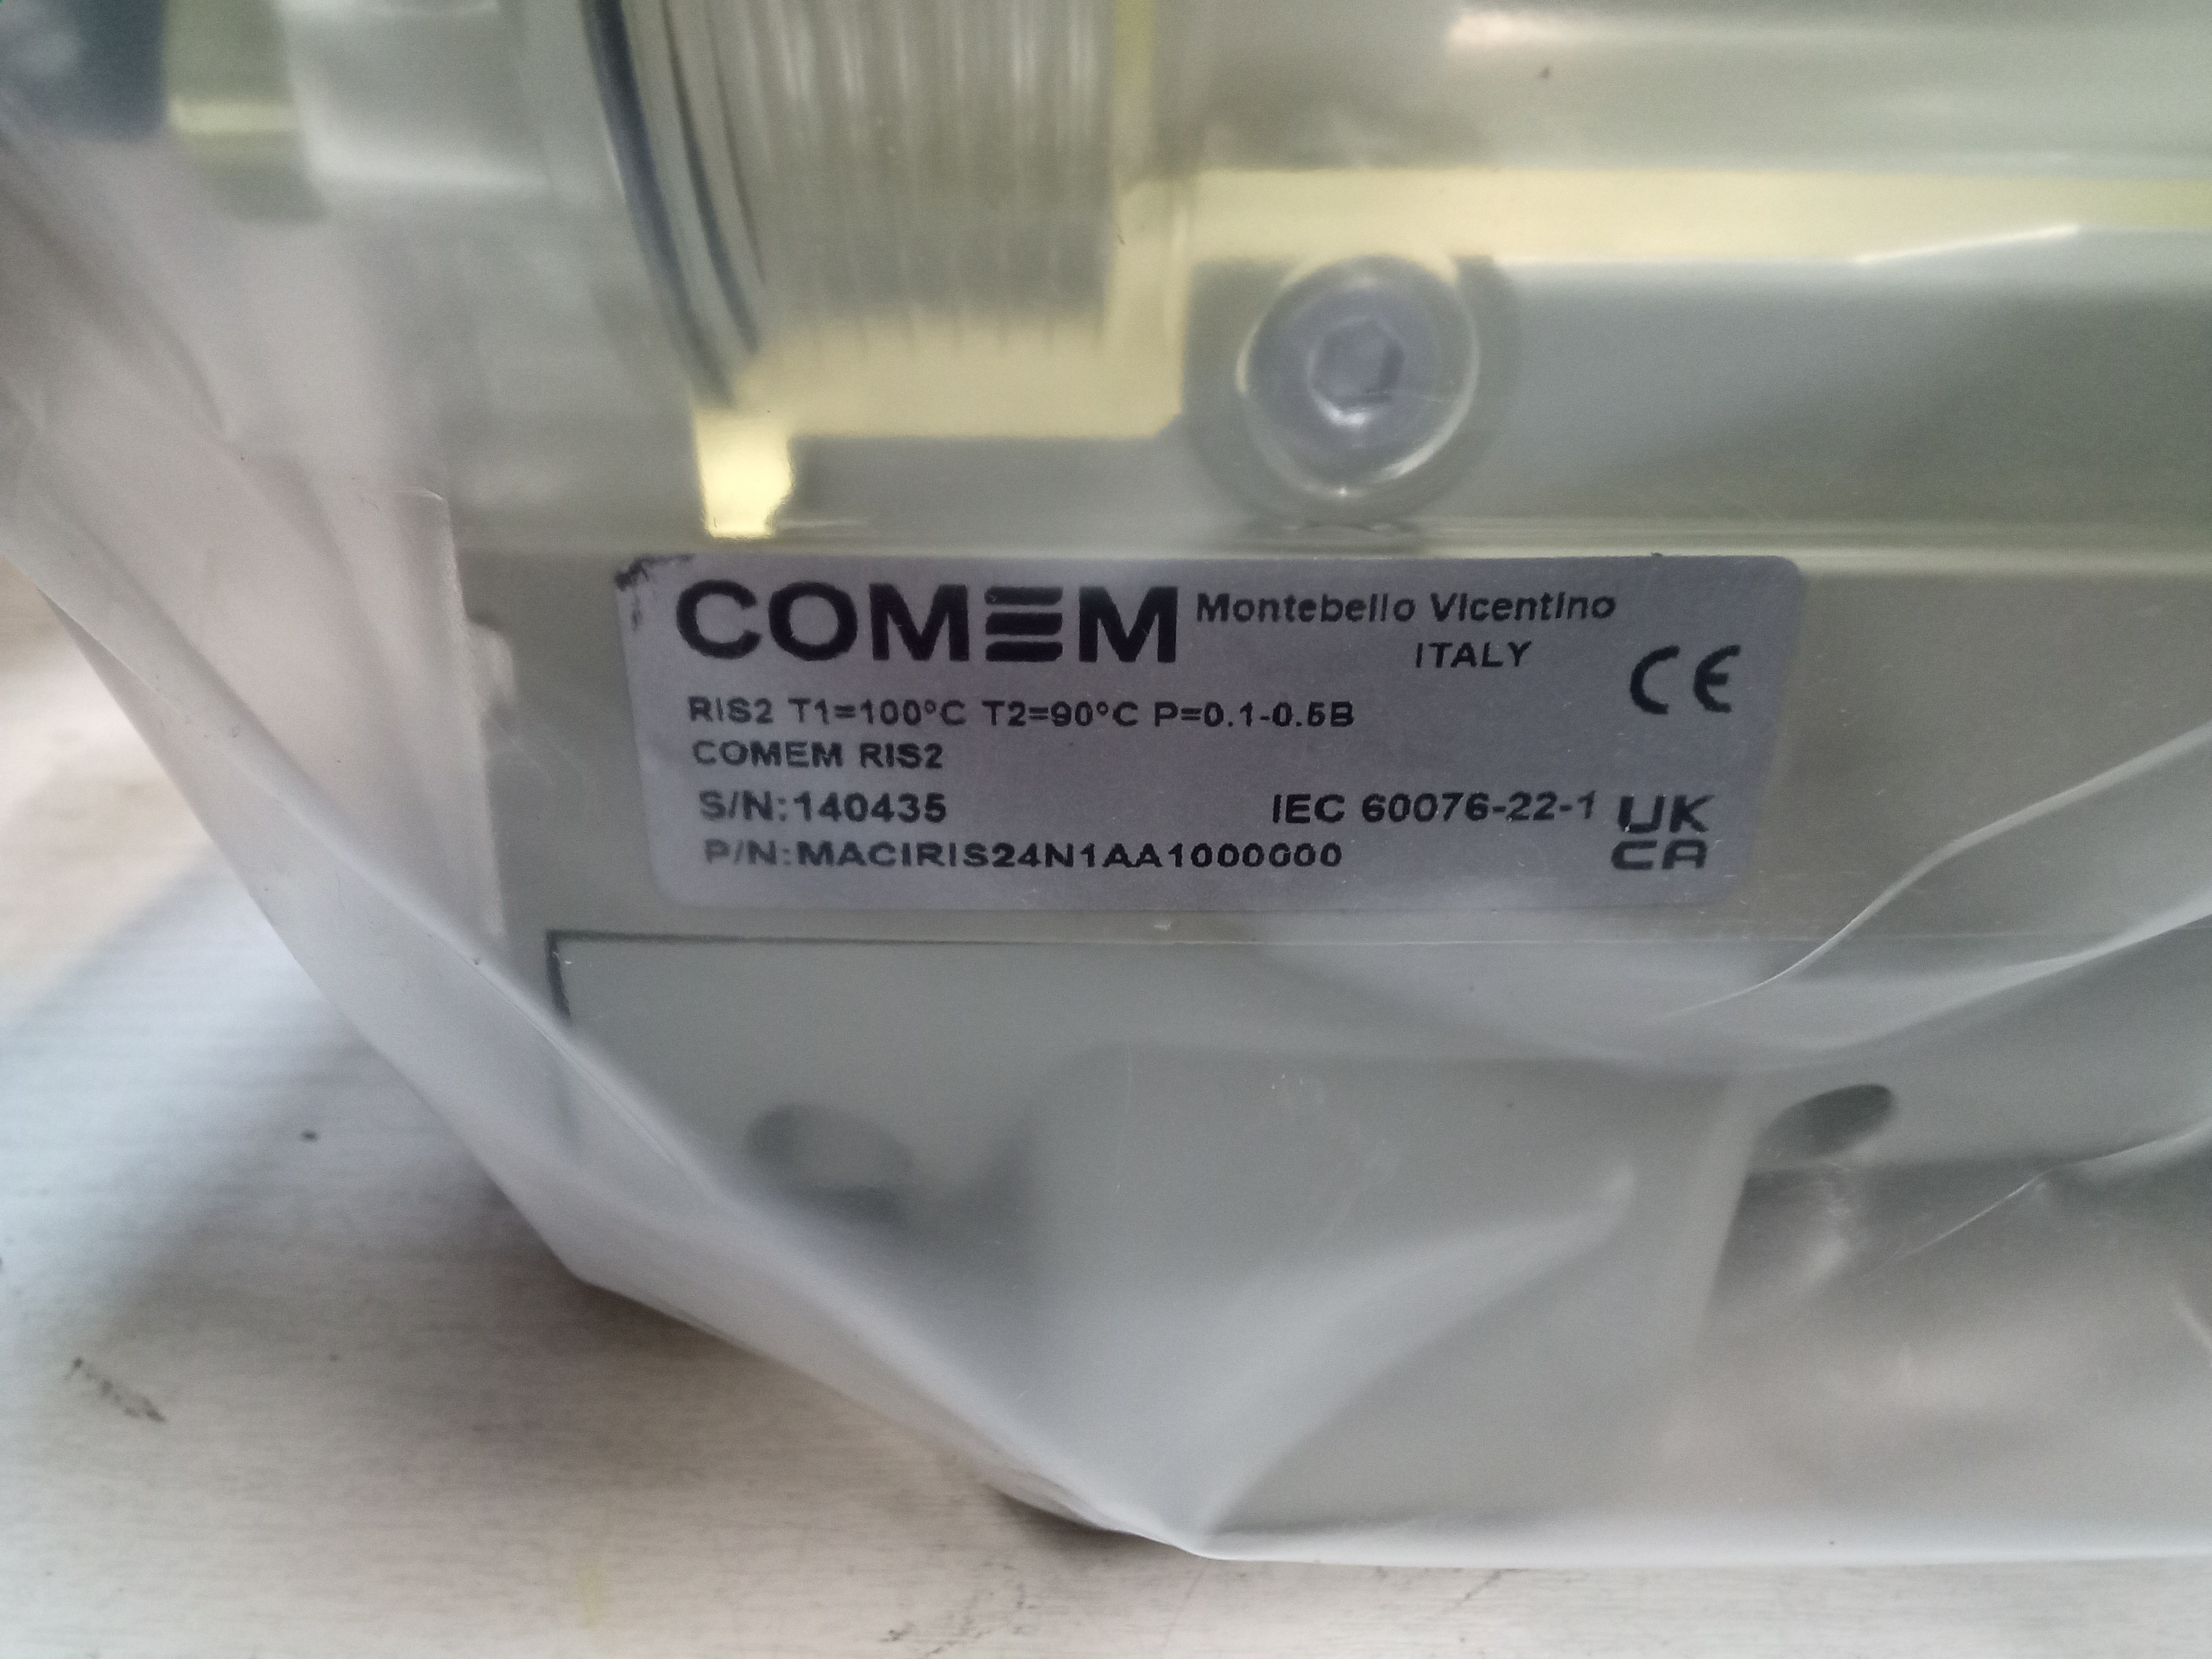 COMEM Montebello Vicentino
ITALY
CE
RIS2 T1=100°C T2=90°C P=0.1-0.5B
COMEM RIS2
S/N:140435 IEC 60076-22-1
UK
CA
P/N:MACIRIS24N1AA1000000